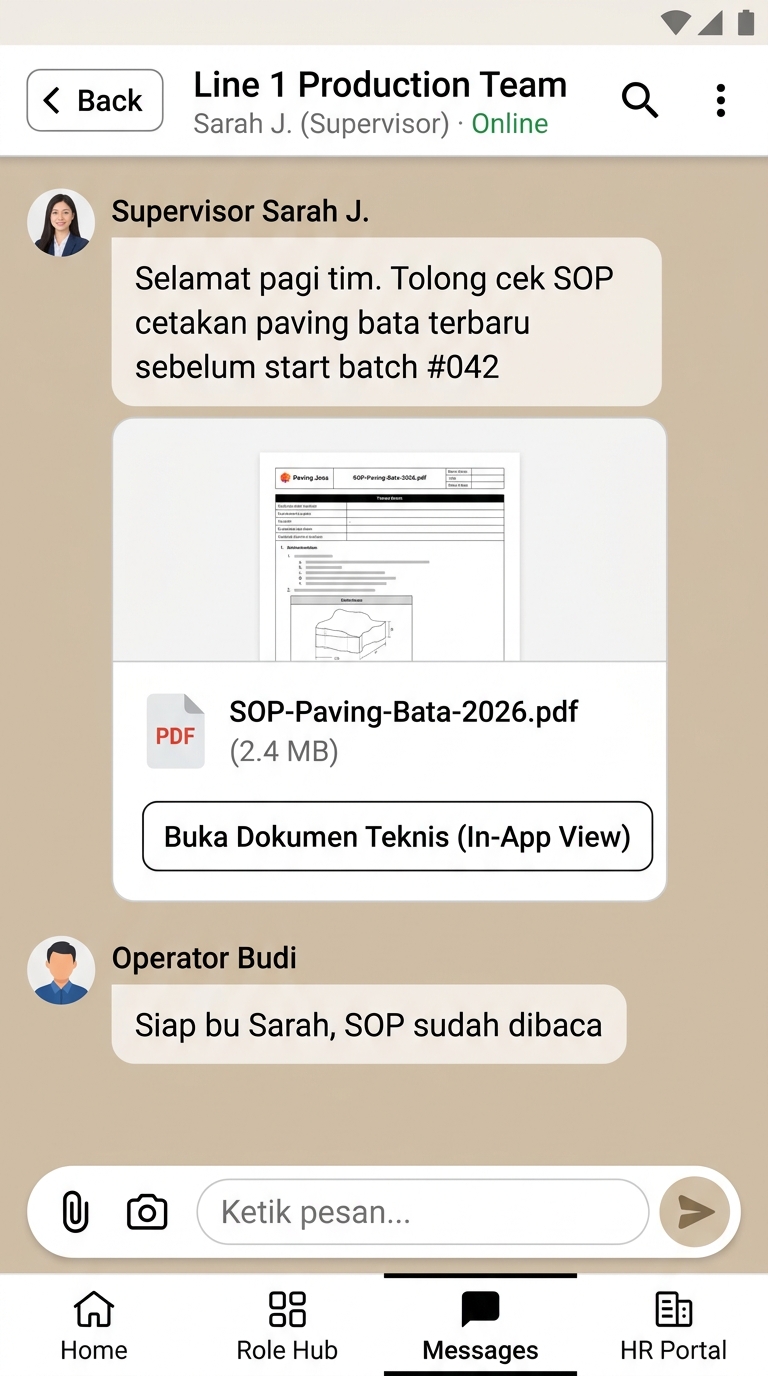 Back
Line 1 Production Team
Sarah J. (Supervisor) · Online
Supervisor Sarah J.
Selamat pagi tim. Tolong cek SOP
cetakan paving bata terbaru
sebelum start batch #042
Paving Joss
SOP-Paving-Bata-2026.pdf
PDF
SOP-Paving-Bata-2026.pdf
(2.4 MB)
Buka Dokumen Teknis (In-App View)
Operator Budi
Siap bu Sarah, SOP sudah dibaca
Ketik pesan...
Home
Role Hub
Messages
HR Portal